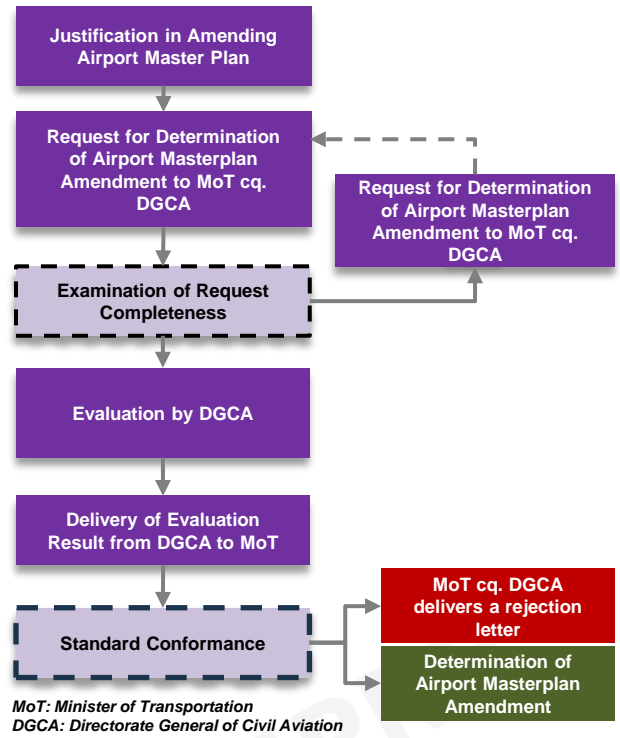 Justification in Amending
Airport Master Plan
Request for Determination
of Airport Masterplan
Amendment to MoT cq.
DGCA
Request for Determination
of Airport Masterplan
Amendment to MoT cq.
DGCA
Examination of Request
Completeness
Evaluation by DGCA
Delivery of Evaluation
Result from DGCA to MoT
MoT cq. DGCA
delivers a rejection
letter
Standard Conformance
Determination of
Airport Masterplan
Amendment
MoT: Minister of Transportation
DGCA: Directorate General of Civil Aviation